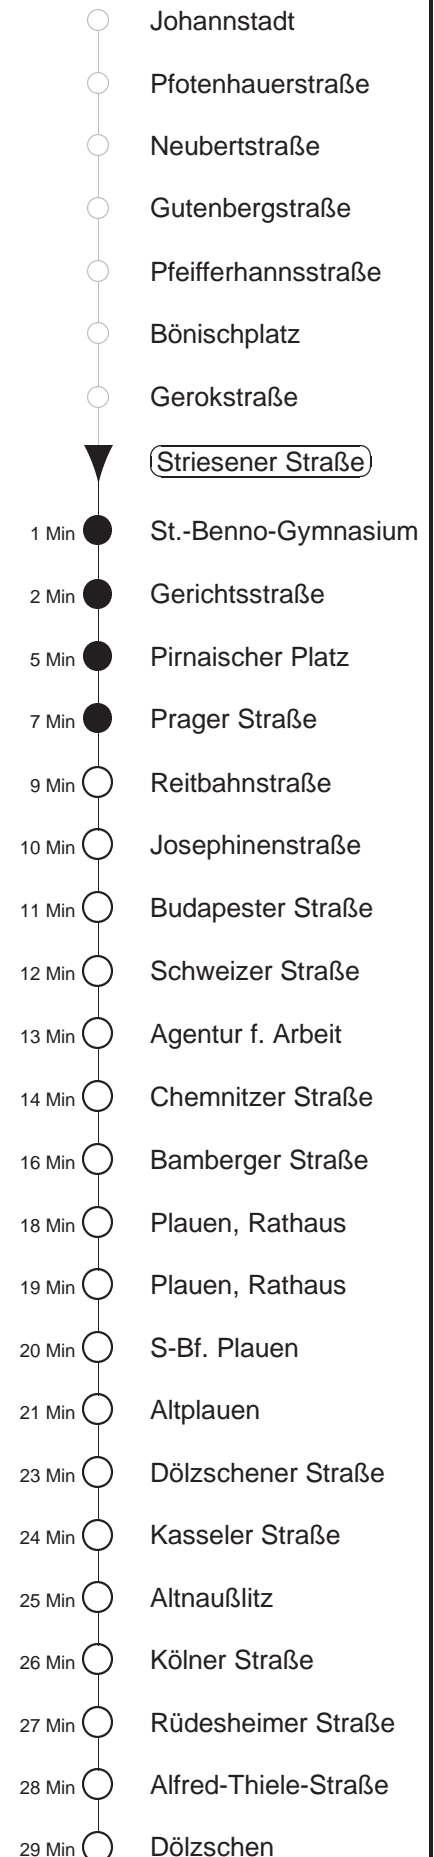 Johannstadt
Pfotenhauerstraße
Neubertstraße
Gutenbergstraße
Pfeifferhannsstraße
Bönischplatz
Gerokstraße
Striesener Straße
1 Min St.-Benno-Gymnasium
2 Min Gerichtsstraße
5 Min Pirnaischer Platz
7 Min Prager Straße
9 Min Reitbahnstraße
10 Min Josephinenstraße
11 Min Budapester Straße
12 Min Schweizer Straße
13 Min Agentur f. Arbeit
14 Min Chemnitzer Straße
16 Min Bamberger Straße
18 Min Plauen, Rathaus
19 Min Plauen, Rathaus
20 Min S-Bf. Plauen
21 Min Altplauen
23 Min Dölzschener Straße
24 Min Kasseler Straße
25 Min Altnaußlitz
26 Min Kölner Straße
27 Min Rüdesheimer Straße
28 Min Alfred-Thiele-Straße
29 Min Dölzschen